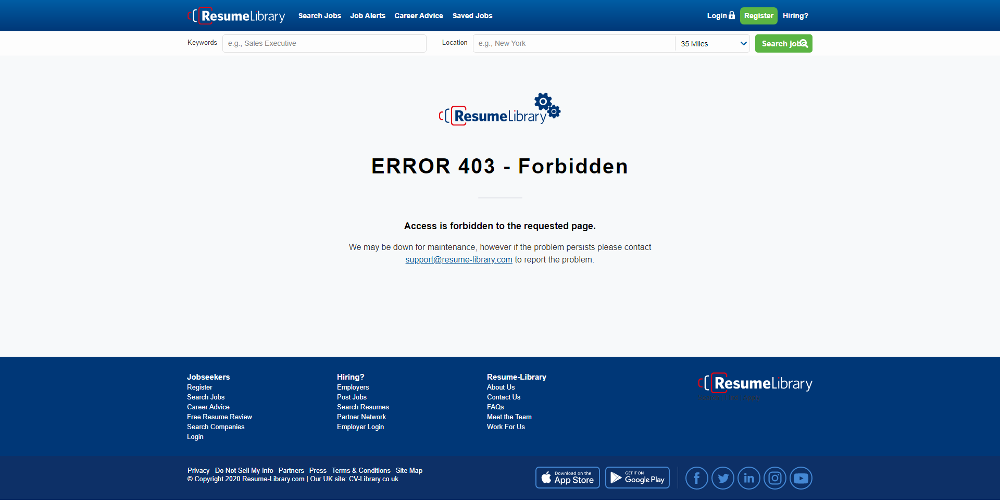 ResumeLibrary Search Jobs Job Alerts Career Advice Saved Jobs Login Register Hiring?
Keywords e.g., Sales Executive Location e.g., New York 35 Miles Search jobs
ResumeLibrary
ERROR 403 - Forbidden
Access is forbidden to the requested page.
We may be down for maintenance, however if the problem persists please contact
support@resume-library.com to report the problem.
Jobseekers
Register
Search Jobs
Career Advice
Free Resume Review
Search Companies
Login
Hiring?
Employers
Post Jobs
Search Resumes
Partner Network
Employer Login
Resume-Library
About Us
Contact Us
FAQs
Meet the Team
Work For Us
ResumeLibrary
Search | Find | Apply
Privacy Do Not Sell My Info Partners Press Terms & Conditions Site Map
© Copyright 2020 Resume-Library.com | Our UK site: CV-Library.co.uk
Download on the
App Store
GET IT ON
Google Play